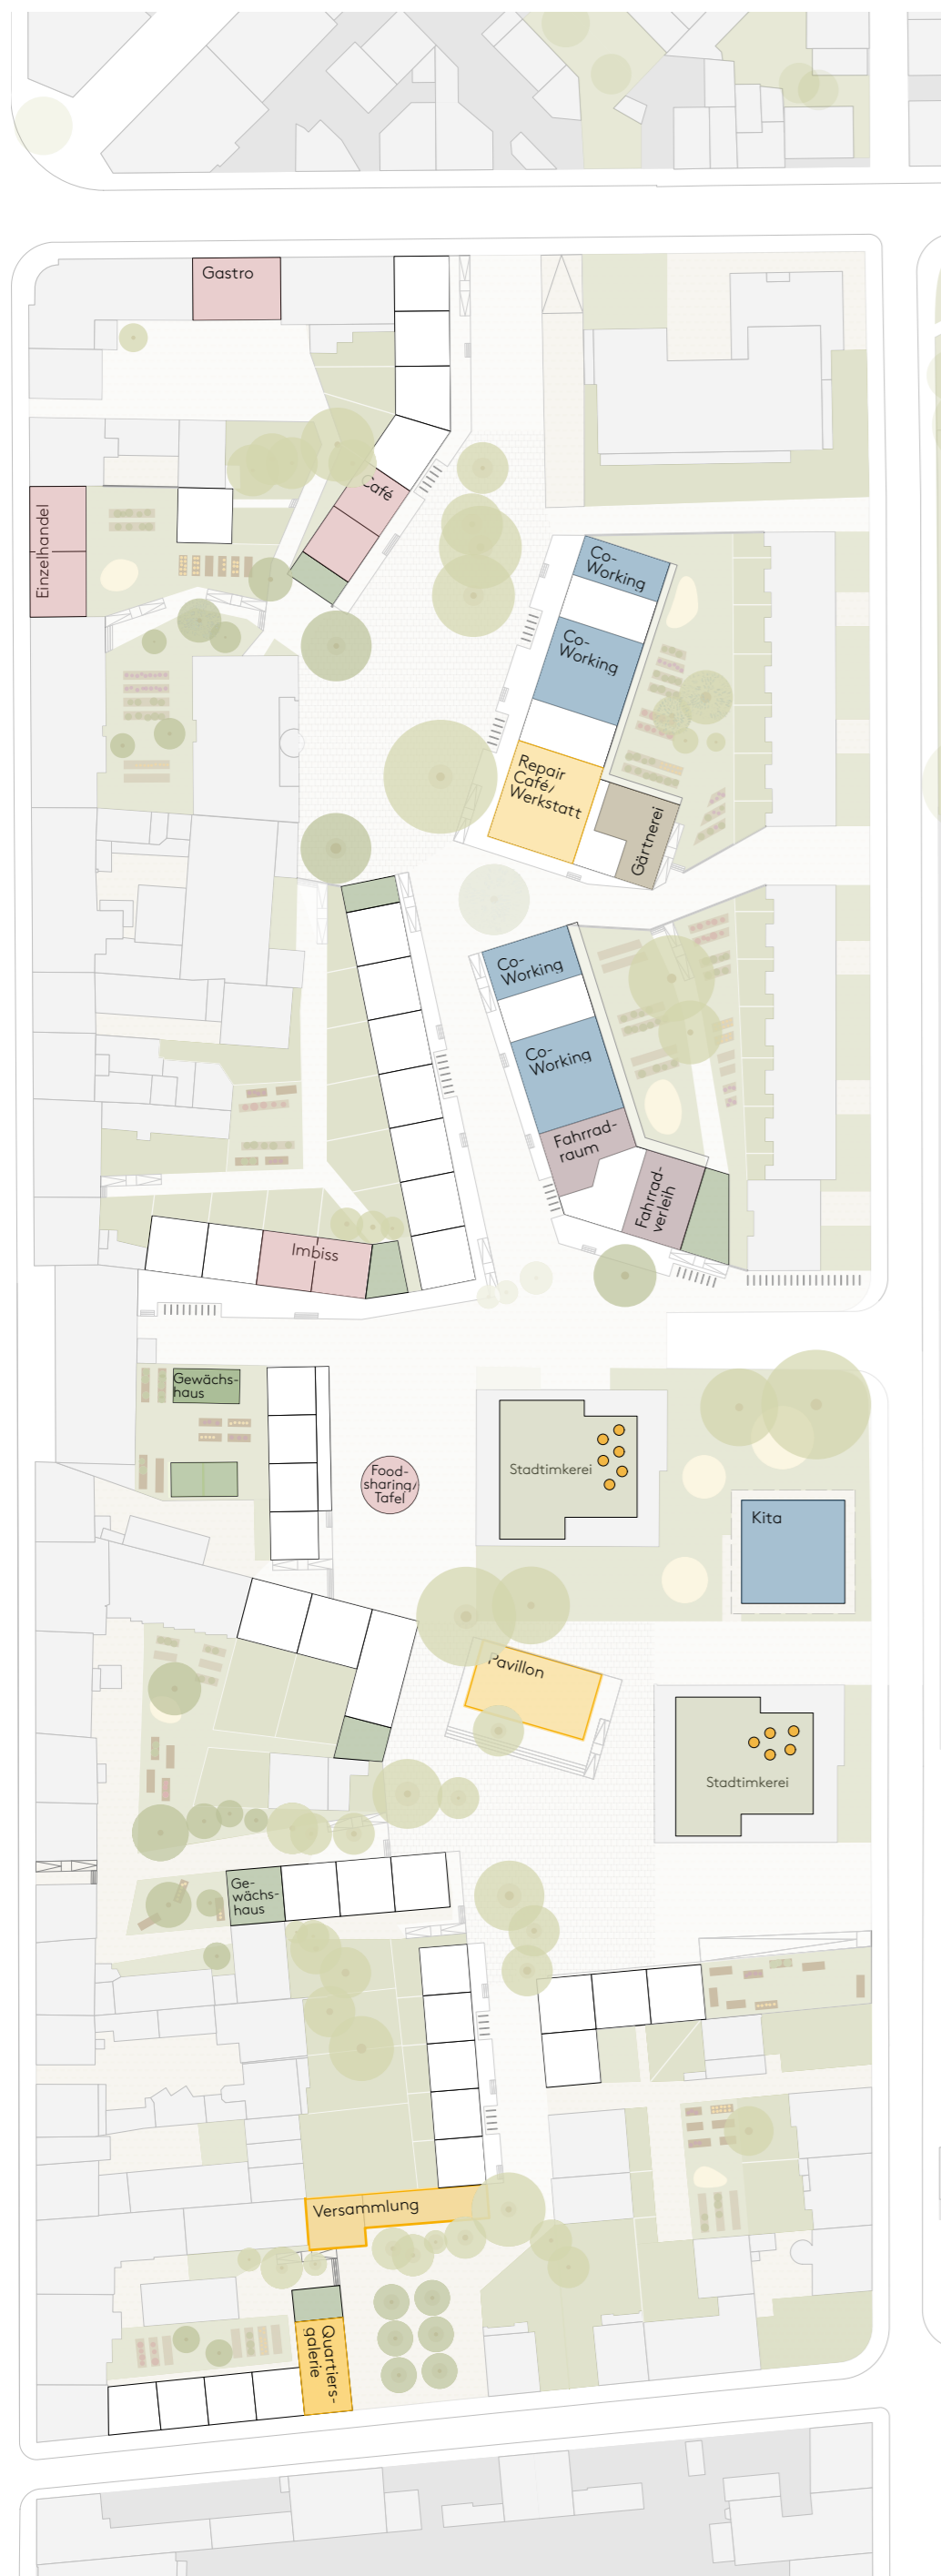 Gastro
Café
Einzelhandel
Co-
Working
Co-
Working
Repair
Café/
Werkstatt
Gärtnerei
Co-
Working
Co-
Working
Fahrrad-
raum
Fahrrad-
verleih
Imbiss
Gewächs-
haus
Food-
sharing/
Tafel
Stadtimkerei
Kita
Pavillon
Stadtimkerei
Ge-
wächs-
haus
Versammlung
Quartiers-
galerie